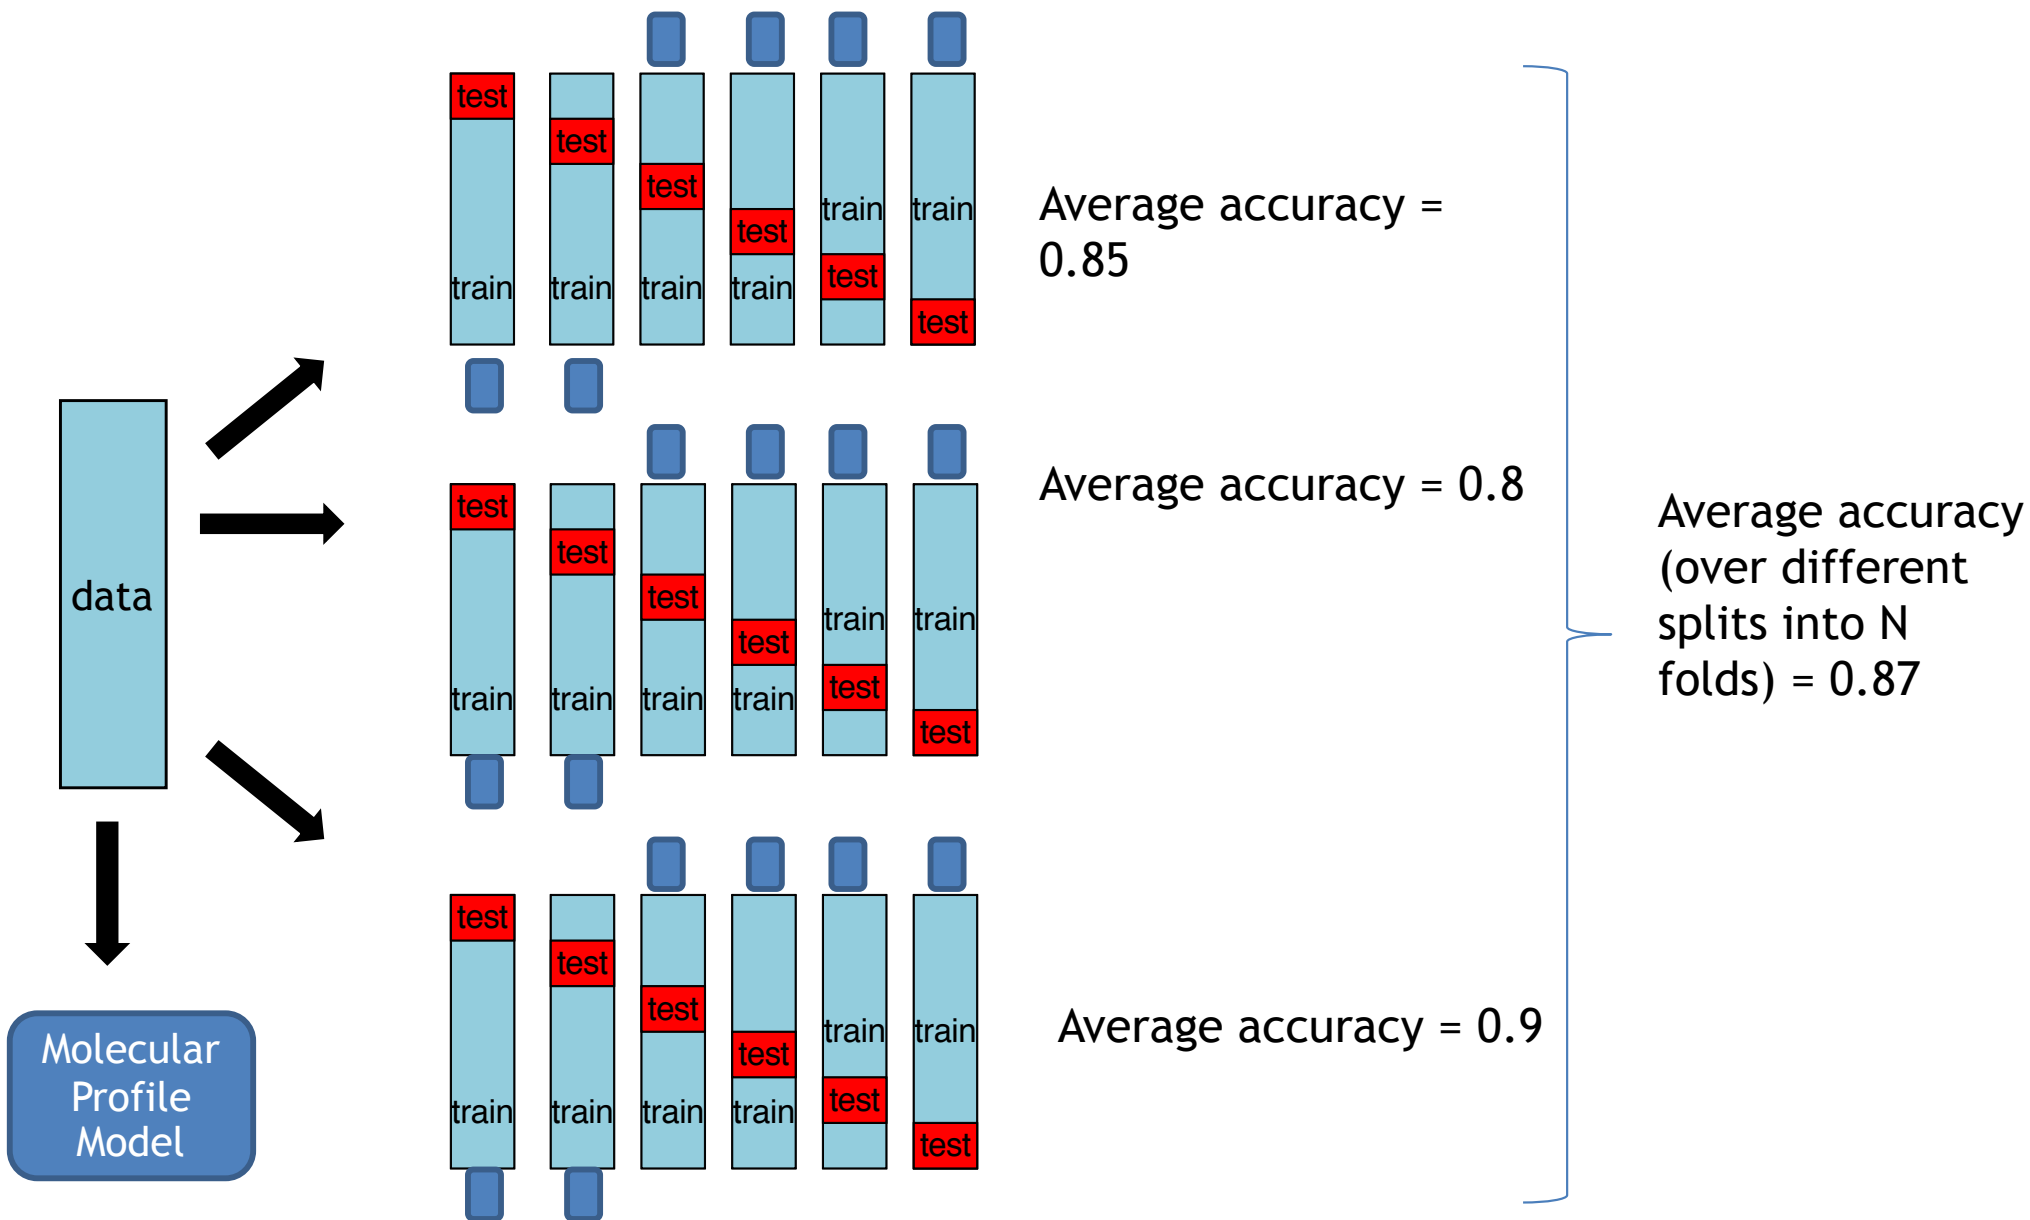 test
test
test
test
test
test
train
train
train
train
train
train
Average accuracy =
0.85
data
test
test
test
test
test
test
train
train
train
train
train
train
Average accuracy = 0.8
test
test
test
test
test
test
train
train
train
train
train
train
Average accuracy = 0.9
Average accuracy
(over different
splits into N
folds) = 0.87
Molecular
Profile
Model